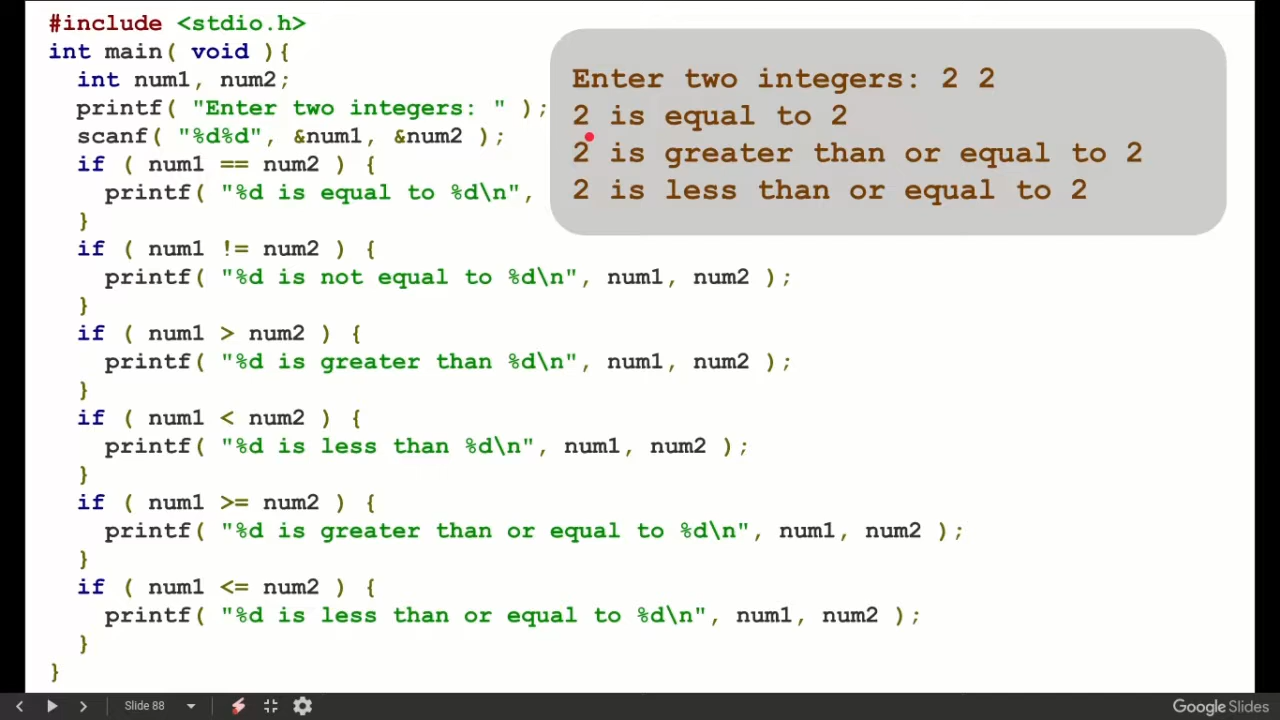 #include <stdio.h>
int main( void ){
int num1, num2;
printf( "Enter two integers: " );
scanf( "%d%d", &num1, &num2 );
if ( num1 == num2 ) {
printf( "%d is equal to %d\n",
}
if ( num1 != num2 ) {
printf( "%d is not equal to %d\n", num1, num2 );
}
if ( num1 > num2 ) {
printf( "%d is greater than %d\n", num1, num2 );
}
if ( num1 < num2 ) {
printf( "%d is less than %d\n", num1, num2 );
}
if ( num1 >= num2 ) {
printf( "%d is greater than or equal to %d\n", num1, num2 );
}
if ( num1 <= num2 ) {
printf( "%d is less than or equal to %d\n", num1, num2 );
}
}
Enter two integers: 2 2
2 is equal to 2
2 is greater than or equal to 2
2 is less than or equal to 2
Slide 88
Google Slides